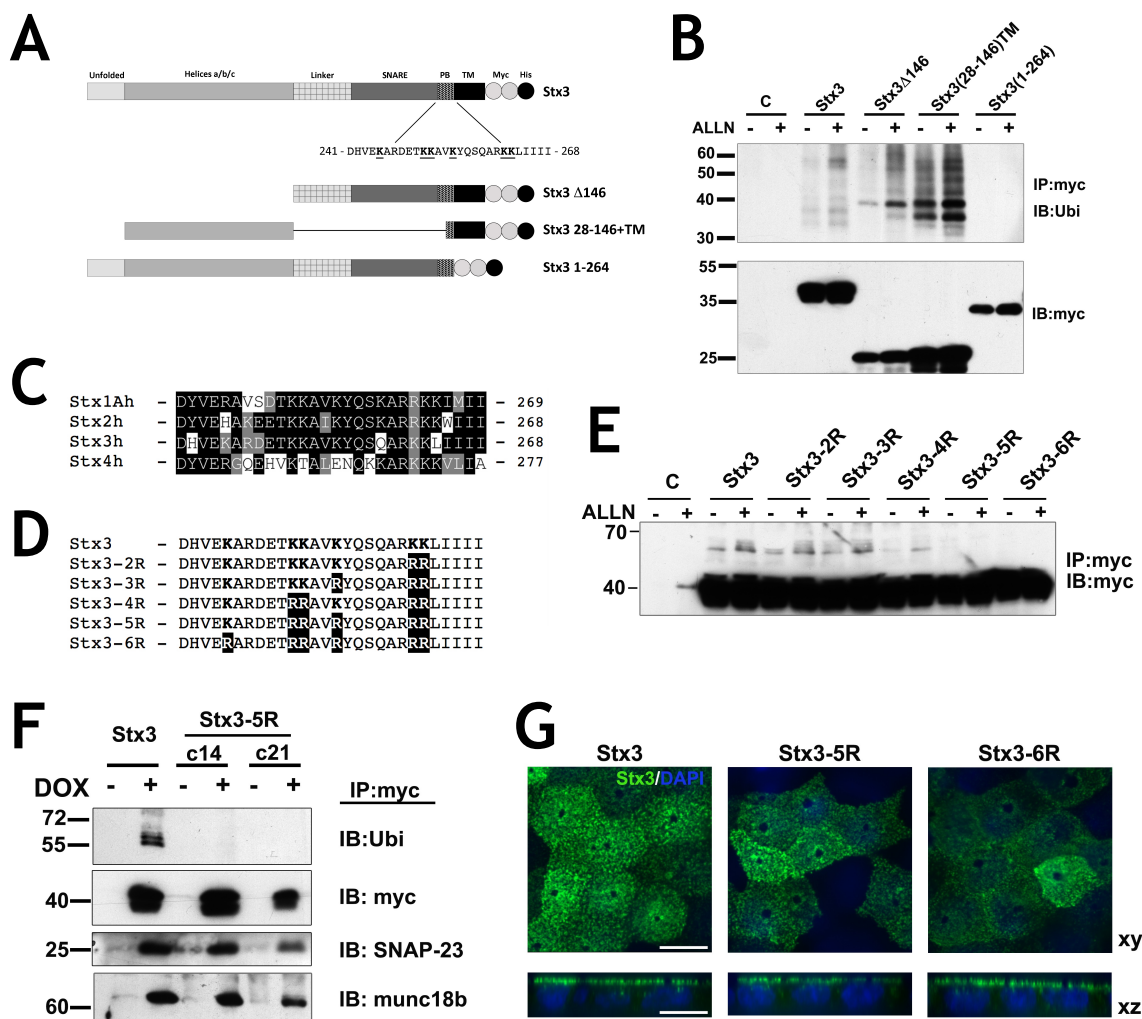 A
Unfolded Helices a/b/c Linker SNARE PB TM Myc His
Stx3
241 - DHVEKARDETKKAVKYQSQARKKLIIII - 268
Stx3 Δ146
Stx3 28-146+TM
Stx3 1-264
B
C Stx3 Stx3Δ146 Stx3(28-146)TM Stx3(1-264)
ALLN - + - + - + - + - +
60
50
40
30
IP:myc
IB:Ubi
55
35
25
IB:myc
C
Stx1Ah - DYVERAVSDTKKAVKYQSKARRKKIMII - 269
Stx2h - DYVEHAKEETKKAIKYQSKARRKKWIII - 268
Stx3h - DHVEKARDETKKAVKYQSQARKKLIIII - 268
Stx4h - DYVERGQEHVKTALENQKKARKKKVLIA - 277
D
Stx3 - DHVEKARDETKKAVKYQSQARKKLIIII
Stx3-2R - DHVEKARDETKKAVKYQSQARRRLIIII
Stx3-3R - DHVEKARDETKKAVRYQSQARRRLIIII
Stx3-4R - DHVEKARDETRRAVKYQSQARRRLIIII
Stx3-5R - DHVEKARDETRRAVRYQSQARRRLIIII
Stx3-6R - DHVERARDETRRAVRYQSQARRRLIIII
E
C Stx3 Stx3-2R Stx3-3R Stx3-4R Stx3-5R Stx3-6R
ALLN - + - + - + - + - + - + - +
70
40
IP:myc
IB:myc
F
Stx3 Stx3-5R
c14 c21
DOX - + - + - + IP:myc
72
55
IB:Ubi
40
IB: myc
25
IB: SNAP-23
60
IB: munc18b
G
Stx3 Stx3-5R Stx3-6R
Stx3/DAPI
xy
xz